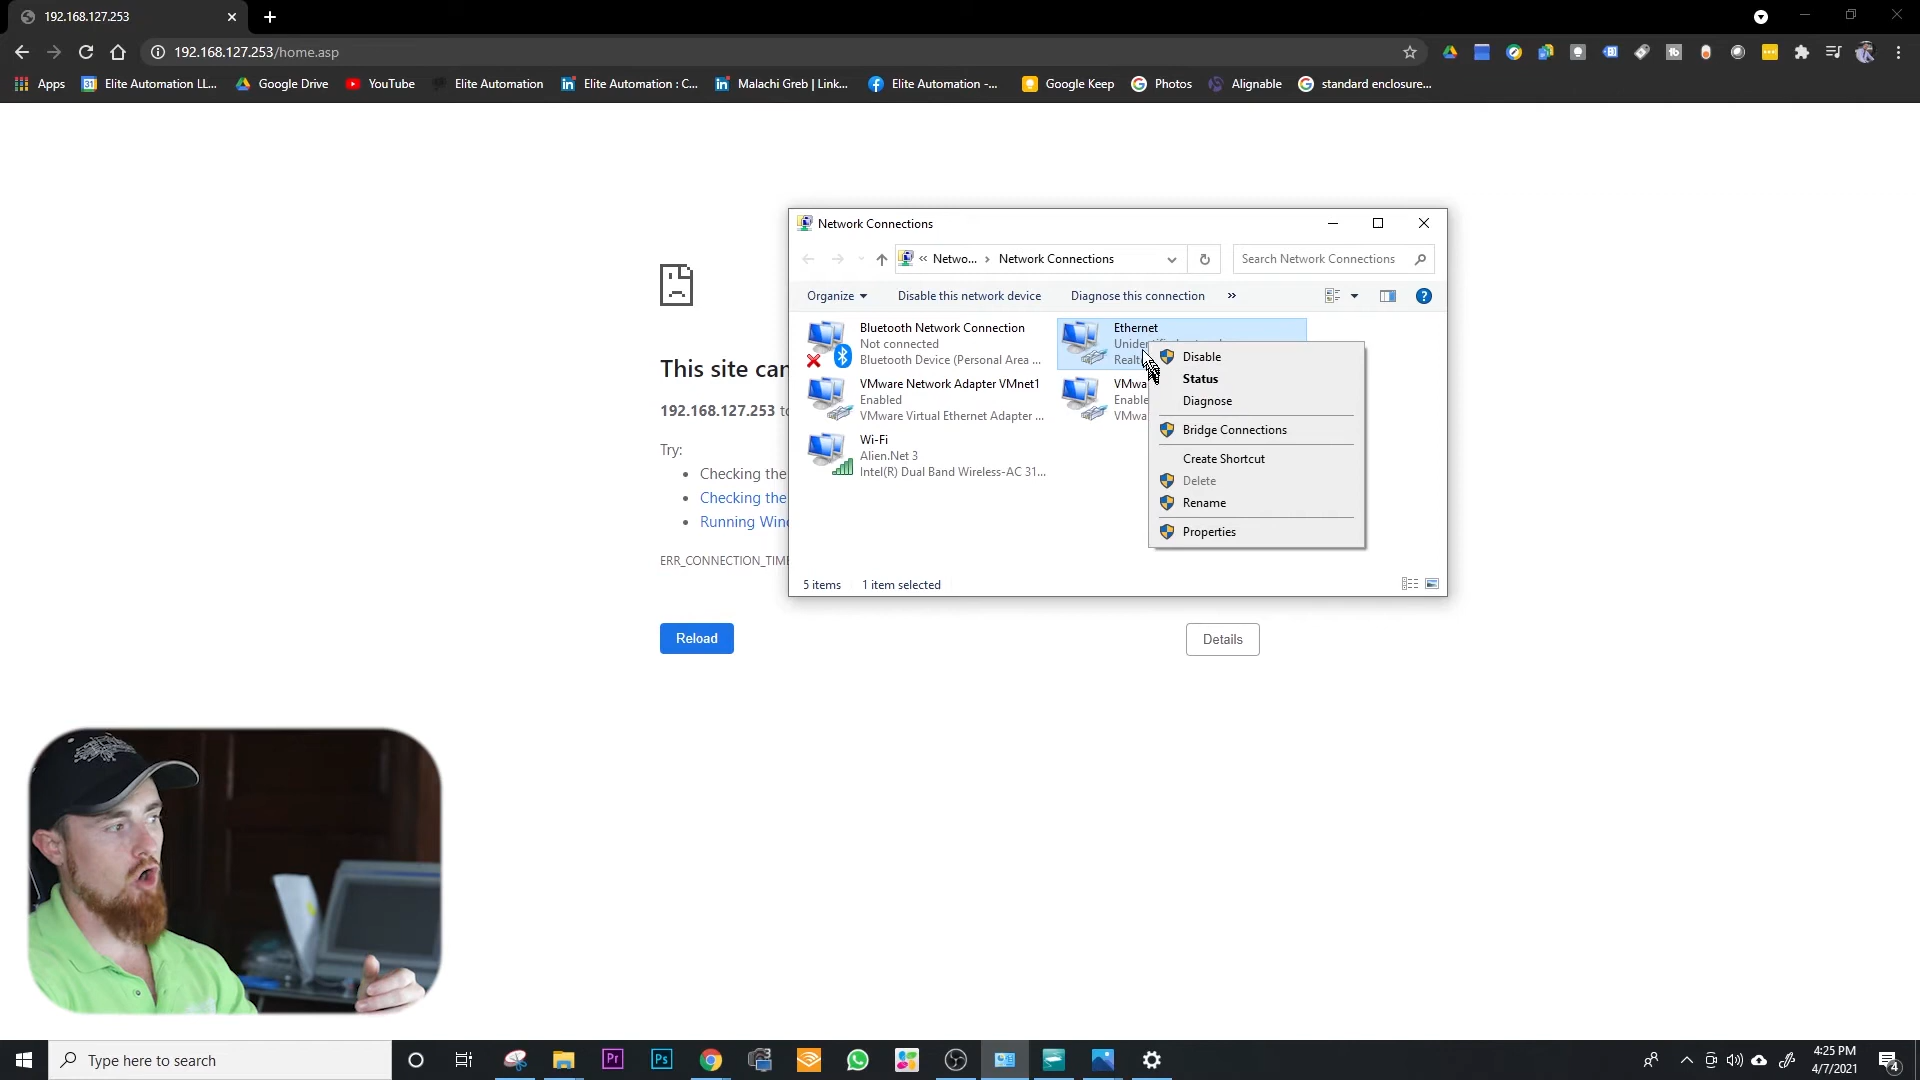 192.168.127.253
192.168.127.253/home.asp
Apps
Elite Automation LL...
Google Drive
YouTube
Elite Automation
Elite Automation : C...
Malachi Greb | Link...
Elite Automation -...
Google Keep
Photos
Alignable
standard enclosure...
Network Connections
« Netwo... › Network Connections
Search Network Connections
Organize
Disable this network device
Diagnose this connection
»
Bluetooth Network Connection
Not connected
Bluetooth Device (Personal Area ...
Ethernet
VMware Network Adapter VMnet1
Enabled
VMware Virtual Ethernet Adapter ...
Wi-Fi
Alien.Net 3
Intel(R) Dual Band Wireless-AC 31...
Disable
Status
Diagnose
Bridge Connections
Create Shortcut
Delete
Rename
Properties
5 items
1 item selected
This site can
192.168.127.253
Try:
Checking the
Checking the
Running
ERR_CONNECTION_TIME
Reload
Details
Type here to search
Pr
Ps
4:25 PM
4/7/2021
4